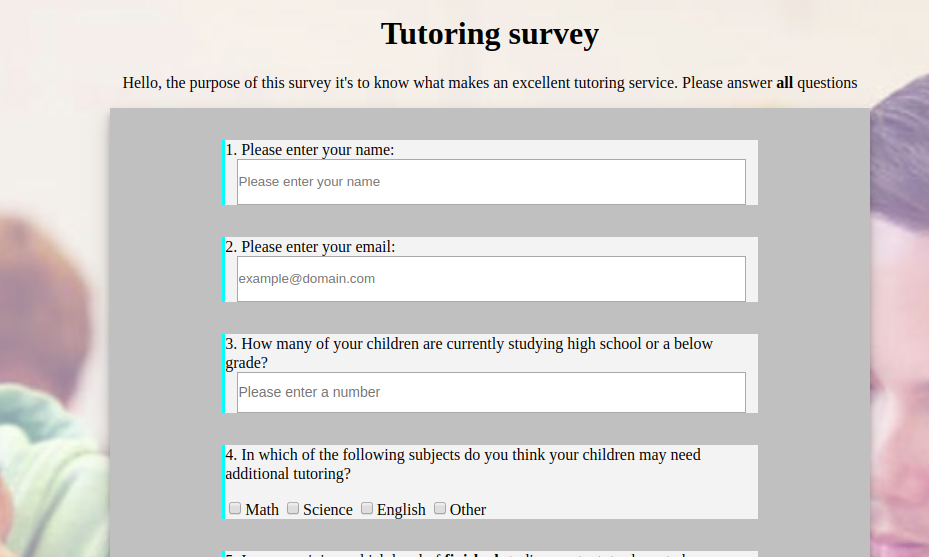 Tutoring survey
Hello, the purpose of this survey it's to know what makes an excellent tutoring service. Please answer all questions
1. Please enter your name:
Please enter your name
2. Please enter your email:
example@domain.com
3. How many of your children are currently studying high school or a below
grade?
Please enter a number
4. In which of the following subjects do you think your children may need
additional tutoring?
Math Science English Other